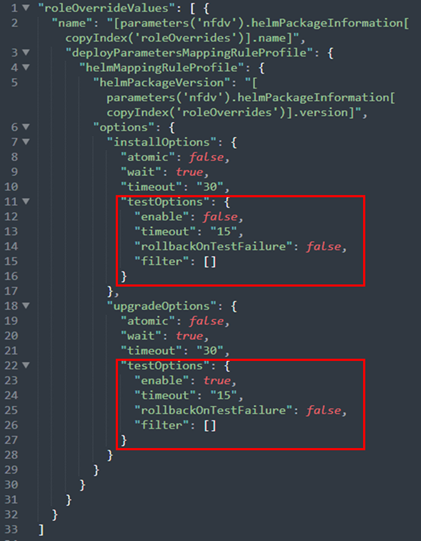 1 "roleOverrideValues": [ {
2 "name": "[parameters('nfdv').helmPackageInformation[
copyIndex('roleOverrides')].name]",
3 "deployParametersMappingRuleProfile": {
4 "helmMappingRuleProfile": {
5 "helmPackageVersion": "[
parameters('nfdv').helmPackageInformation[
copyIndex('roleOverrides')].version]",
6 "options": {
7 "installOptions": {
8 "atomic": false,
9 "wait": true,
10 "timeout": "30",
11 "testOptions": {
12 "enable": false,
13 "timeout": "15",
14 "rollbackOnTestFailure": false,
15 "filter": []
16 }
17 },
18 "upgradeOptions": {
19 "atomic": false,
20 "wait": true,
21 "timeout": "30",
22 "testOptions": {
23 "enable": true,
24 "timeout": "15",
25 "rollbackOnTestFailure": false,
26 "filter": []
27 }
28 }
29 }
30 }
31 }
32 }
33 ]